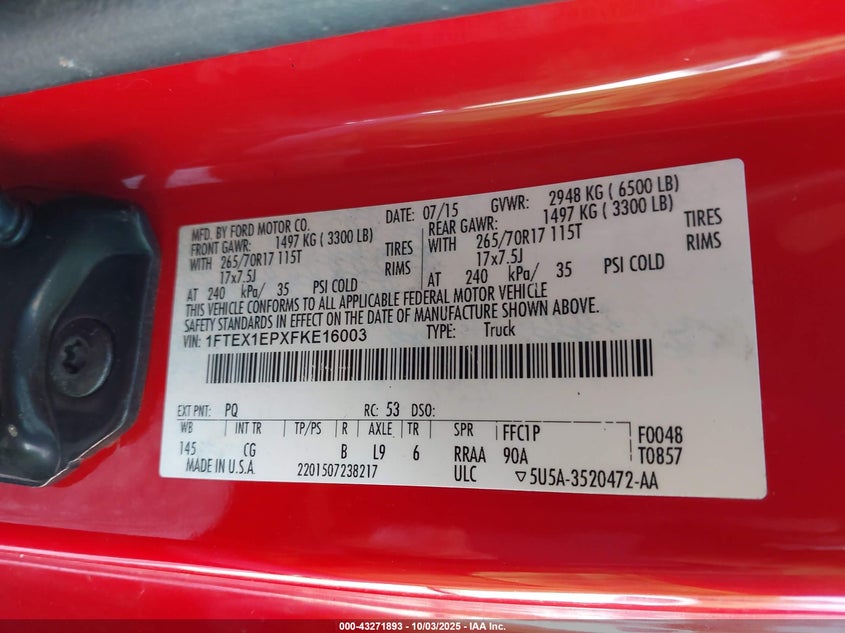 MFD. BY FORD MOTOR CO. DATE: 07/15 GVWR: 2948 KG ( 6500 LB)
FRONT GAWR: 1497 KG ( 3300 LB) REAR GAWR: 1497 KG ( 3300 LB)
WITH 265/70R17 115T TIRES WITH 265/70R17 115T TIRES
17x7.5J RIMS 17x7.5J RIMS
AT 240 kPa/ 35 PSI COLD AT 240 kPa/ 35 PSI COLD
THIS VEHICLE CONFORMS TO ALL APPLICABLE FEDERAL MOTOR VEHICLE
SAFETY STANDARDS IN EFFECT ON THE DATE OF MANUFACTURE SHOWN ABOVE.
VIN: 1FTEX1EPXFKE16003 TYPE: Truck
EXT PNT: PQ RC: 53 DSO:
WB INT TR TP/PS R AXLE TR SPR FFC1P F0048
145 CG B L9 6 RRAA 90A T0857
MADE IN U.S.A. 2201507238217 ULC ▽5U5A-3520472-AA
000-43271893 - 10/03/2025 - IAA Inc.